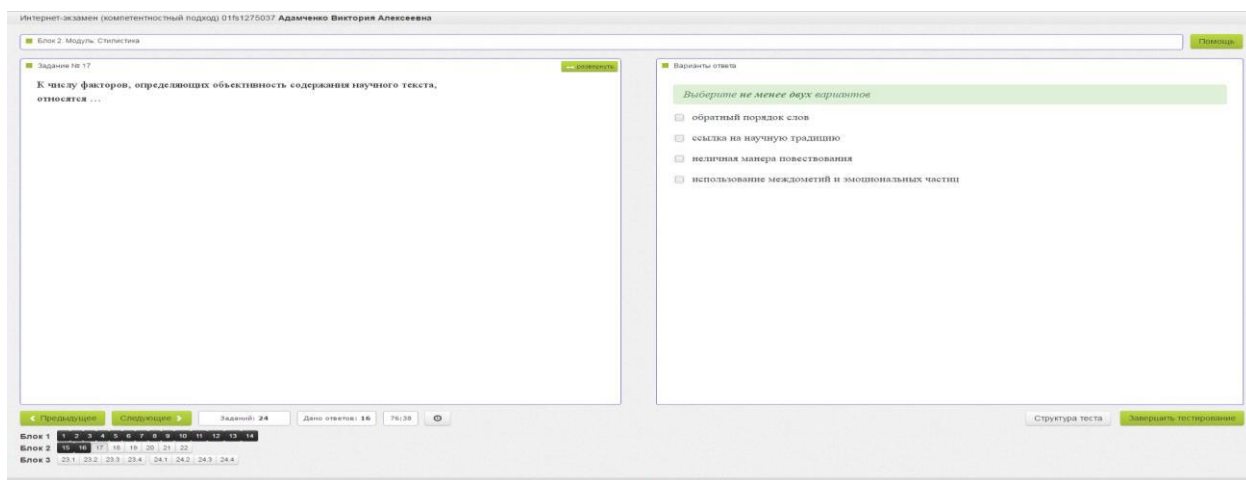 Интернет-экзамен (компетентностный подход) 01fs1275037 Адамченко Виктория Алексеевна
Блок 2. Модуль. Стилистика
Помощь
Задание № 17
развернуть
К числу факторов, определяющих объективность содержания научного текста,
относятся …
Варианты ответа
Выберите не менее двух вариантов
обратный порядок слов
ссылка на научную традицию
неличная манера повествования
использование междометий и эмоциональных частиц
Предыдущее Следующее Заданий: 24 Дано ответов: 16 76:38 Структура теста Завершить тестирование
Блок 1 1 2 3 4 5 6 7 8 9 10 11 12 13 14
Блок 2 15 16 17 18 19 20 21 22
Блок 3 23.1 23.2 23.3 23.4 24.1 24.2 24.3 24.4